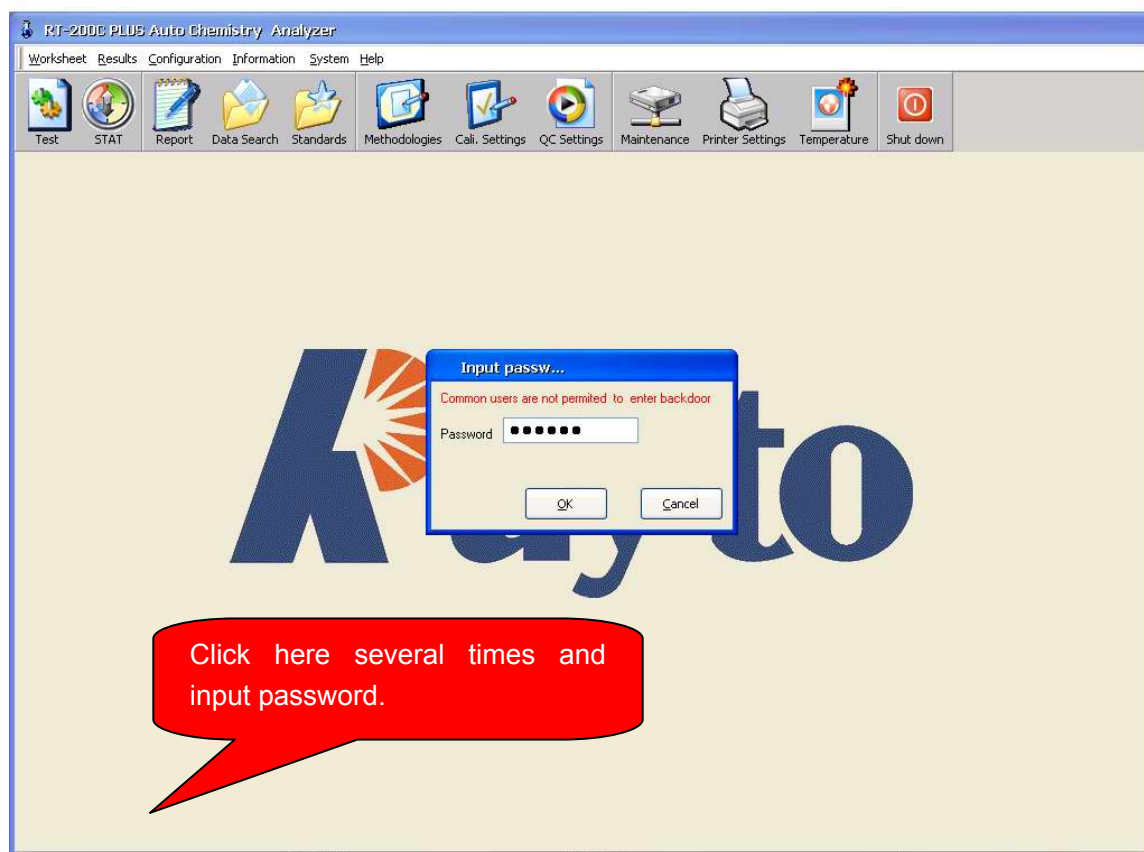 RT-200C PLUS Auto Chemistry Analyzer
Worksheet Results Configuration Information System Help
Test STAT Report Data Search Standards Methodologies Cali. Settings QC Settings Maintenance Printer Settings Temperature Shut down
Input passw...
Common users are not permited to enter backdoor
Password ●●●●●●
OK Cancel
Rayto
Click here several times and
input password.